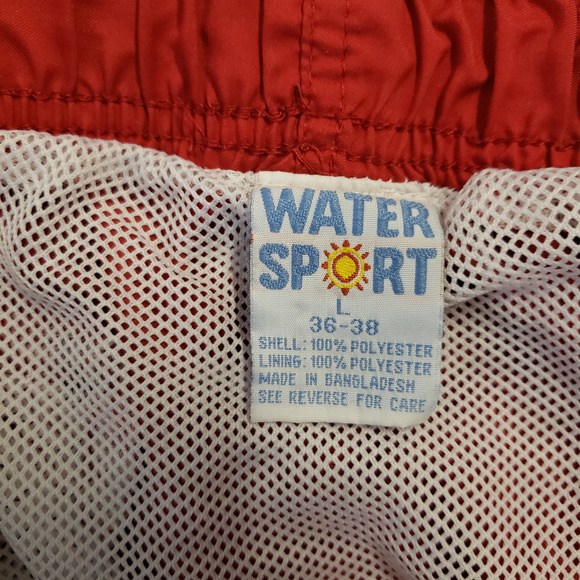 WATER
SPORT
L
36-38
SHELL: 100% POLYESTER
LINING: 100% POLYESTER
MADE IN BANGLADESH
SEE REVERSE FOR CARE